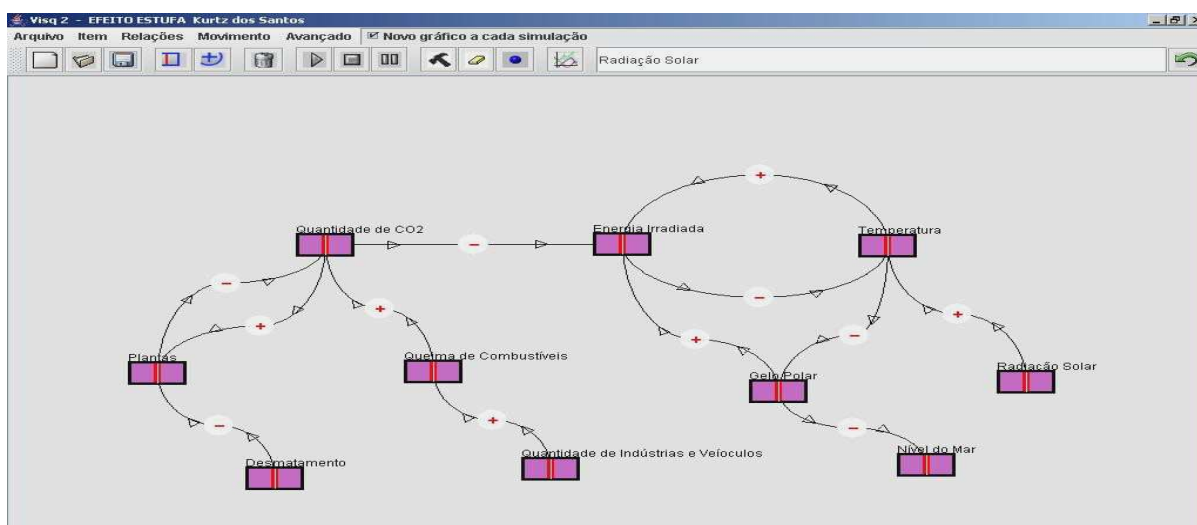 Visq 2 - EFEITO ESTUFA Kurtz dos Santos
Arquivo Item Relações Movimento Avançado Novo gráfico a cada simulação
Radiação Solar
Quantidade de CO2
Energia Irradiada
Temperatura
Plantas
Queima de Combustíveis
Gelo Polar
Radiação Solar
Desmatamento
Quantidade de Indústrias e Veíoculos
Nível do Mar